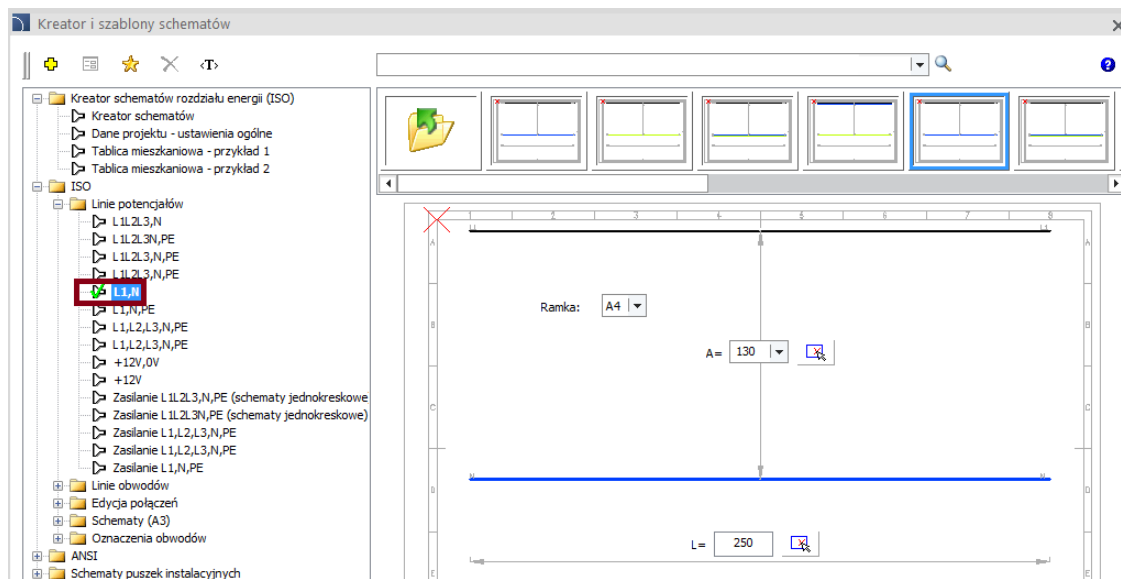 Kreator i szablony schematów
‹T›
Kreator schematów rozdziału energii (ISO)
Kreator schematów
Dane projektu - ustawienia ogólne
Tablica mieszkaniowa - przykład 1
Tablica mieszkaniowa - przykład 2
ISO
Linie potencjałów
L1L2L3,N
L1L2L3N,PE
L1L2L3,N,PE
L1L2L3,N,PE
L1,N
L1,N,PE
L1,L2,L3,N,PE
L1,L2,L3,N,PE
+12V,0V
+12V
Zasilanie L1L2L3,N,PE (schematy jednokreskowe
Zasilanie L1L2L3N,PE (schematy jednokreskowe)
Zasilanie L1,L2,L3,N,PE
Zasilanie L1,L2,L3,N,PE
Zasilanie L1,N,PE
Linie obwodów
Edycja połączeń
Schematy (A3)
Oznaczenia obwodów
ANSI
Schematy puszek instalacyjnych
1 2 3 4 5 6 7 8
L1 L1
A A
Ramka: A4
B B
A= 130
C C
N N
D D
L= 250
E E